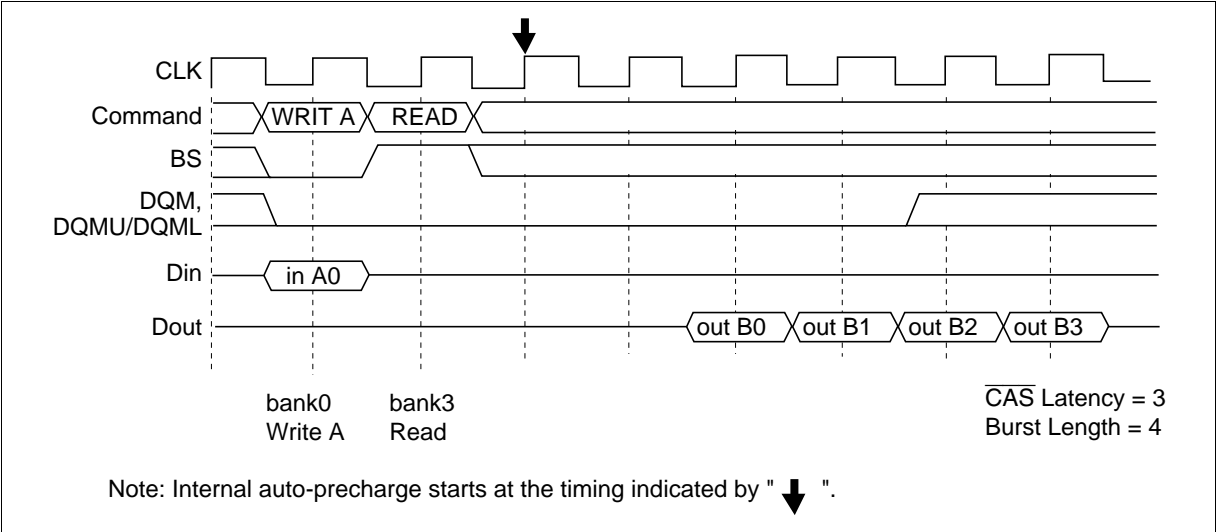 CLK
Command WRIT A READ
BS
DQM,
DQMU/DQML
Din in A0
Dout out B0 out B1 out B2 out B3
bank0 bank3
Write A Read
CAS Latency = 3
Burst Length = 4
Note: Internal auto-precharge starts at the timing indicated by " ".